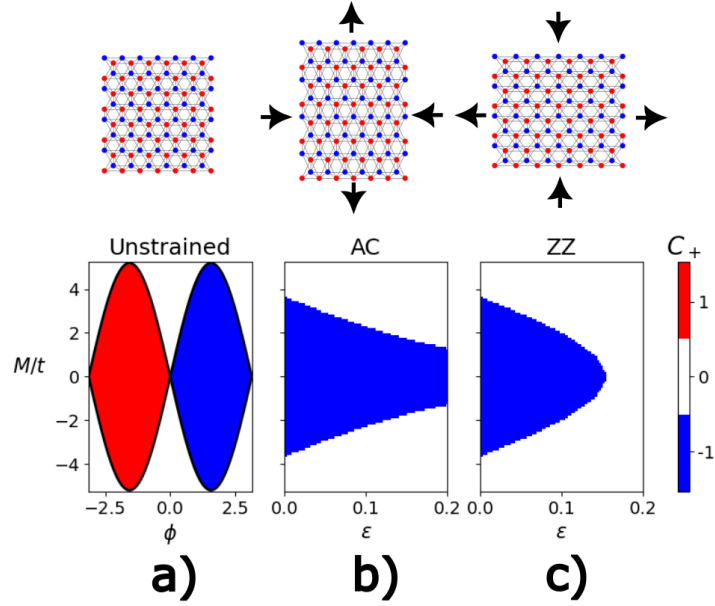 Unstrained
AC
ZZ
C₊
M/t
4
2
0
−2
−4
−2.5 0.0 2.5
0.0 0.1 0.2
0.0 0.1 0.2
1
0
-1
ϕ
ε
ε
a)
b)
c)